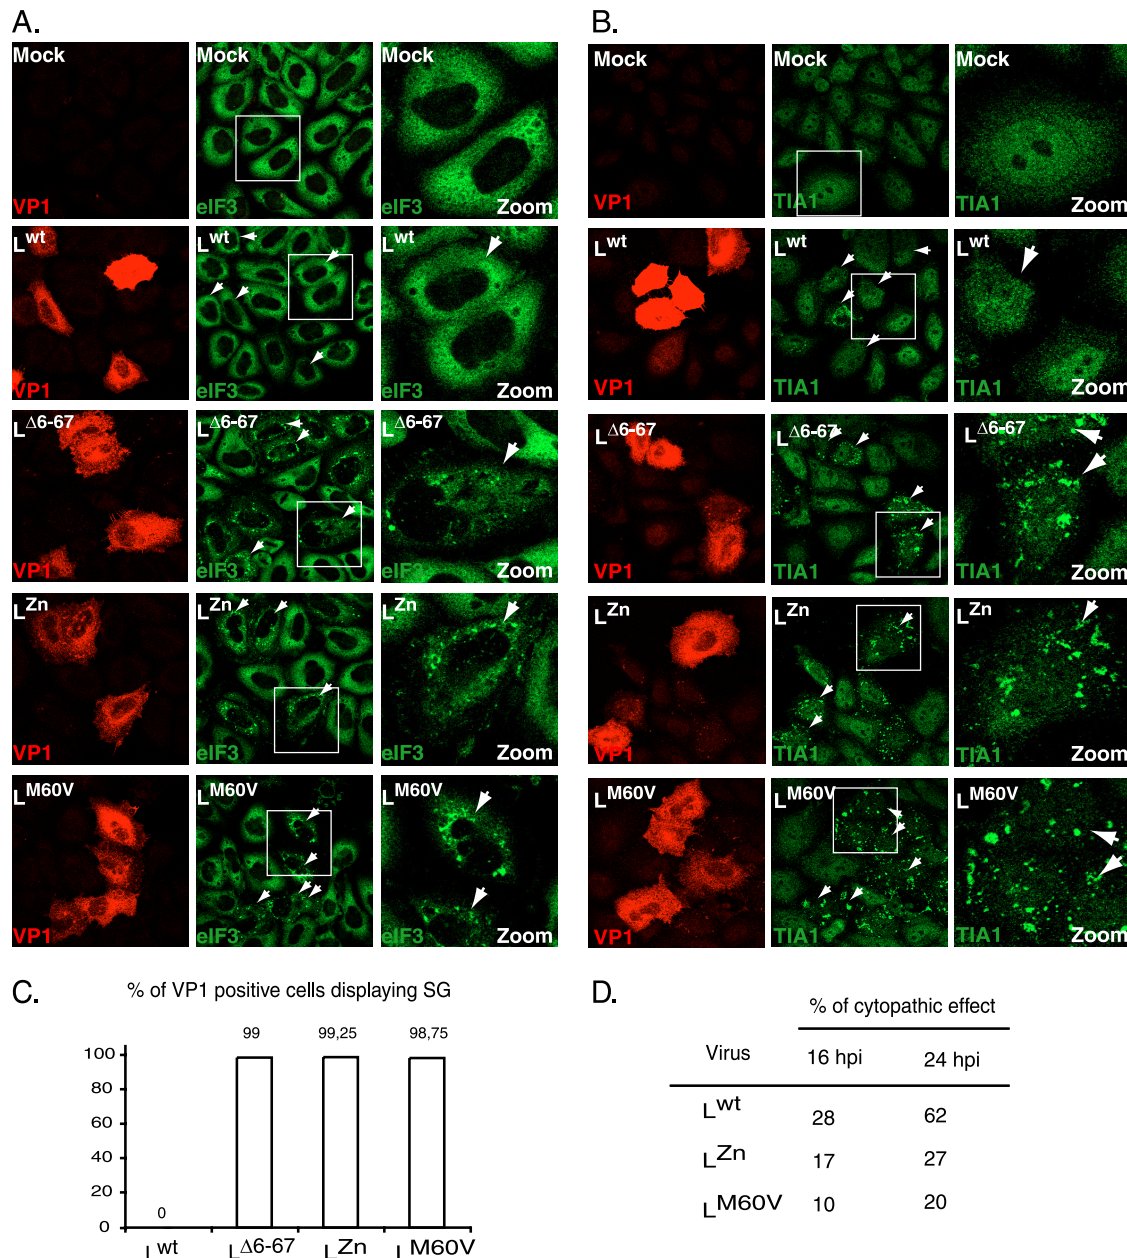 A.
Mock
VP1
Mock
eIF3
Mock
Zoom
Lwt
VP1
Lwt
eIF3
Lwt
Zoom
LΔ6-67
VP1
LΔ6-67
eIF3
LΔ6-67
Zoom
LZn
VP1
LZn
eIF3
LZn
Zoom
LM60V
VP1
LM60V
eIF3
LM60V
Zoom
B.
Mock
VP1
Mock
TIA1
Mock
TIA1 Zoom
Lwt
VP1
Lwt
TIA1
Lwt
TIA1 Zoom
LΔ6-67
VP1
LΔ6-67
TIA1
LΔ6-67
TIA1 Zoom
LZn
VP1
LZn
TIA1
LZn
TIA1 Zoom
LM60V
VP1
LM60V
TIA1
LM60V
TIA1 Zoom
C.
% of VP1 positive cells displaying SG
99 99,25 98,75
100
80
60
40
20
0
0
Lwt LΔ6-67 LZn LM60V
D.
% of cytopathic effect
Virus 16 hpi 24 hpi
Lwt 28 62
LZn 17 27
LM60V 10 20